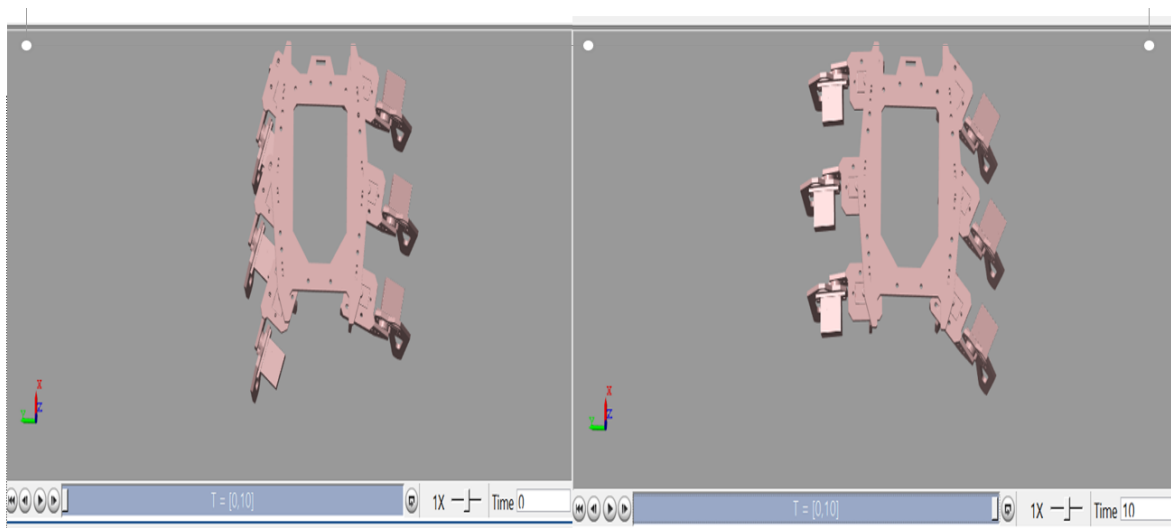 X
Z
Y
T = [0,10]
1X
Time 0
X
Z
Y
T = [0,10]
1X
Time 10